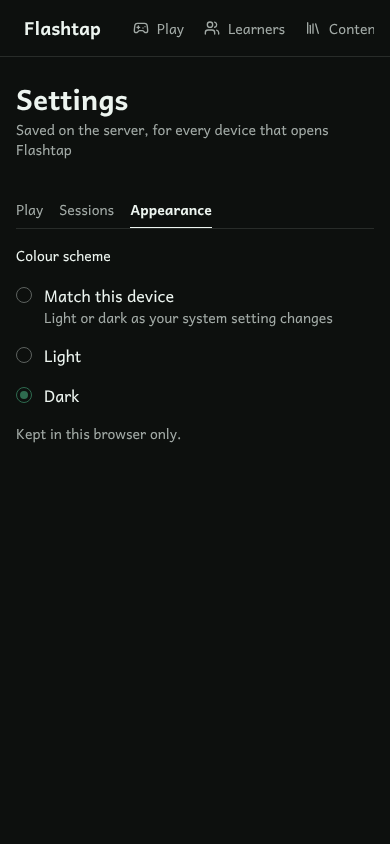 Flashtap Play Learners Conten
Settings
Saved on the server, for every device that opens
Flashtap
Play Sessions Appearance
Colour scheme
Match this device
Light or dark as your system setting changes
Light
Dark
Kept in this browser only.